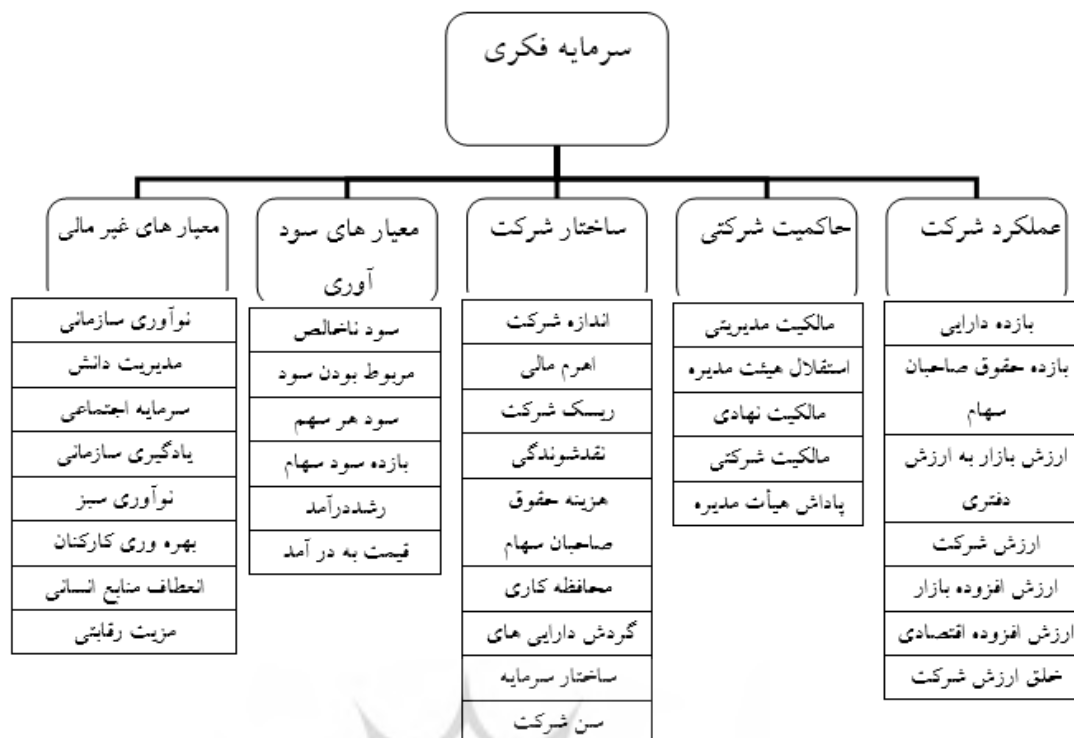 سرمایه فکری
عملکرد شرکت
بازده دارایی
بازده حقوق صاحبان
سهام
ارزش بازار به ارزش
دفتری
ارزش شرکت
ارزش افزوده بازار
ارزش افزوده اقتصادی
خلق ارزش شرکت
حاکمیت شرکتی
مالکیت مدیریتی
استقلال هیئت مدیره
مالکیت نهادی
مالکیت شرکتی
پاداش هیأت مدیره
ساختار شرکت
اندازه شرکت
اهرم مالی
ریسک شرکت
نقدشوندگی
هزینه حقوق
صاحبان سهام
محافظه کاری
گردش دارایی های
ساختار سرمایه
سن شرکت
معیار های سود
آوری
سود ناخالص
مربوط بودن سود
سود هر سهم
بازده سود سهام
رشددرآمد
قیمت به در آمد
معیار های غیر مالی
نوآوری سازمانی
مدیریت دانش
سرمایه اجتماعی
یادگیری سازمانی
نوآوری سبز
بهره وری کارکنان
انعطاف منابع انسانی
مزیت رقابتی